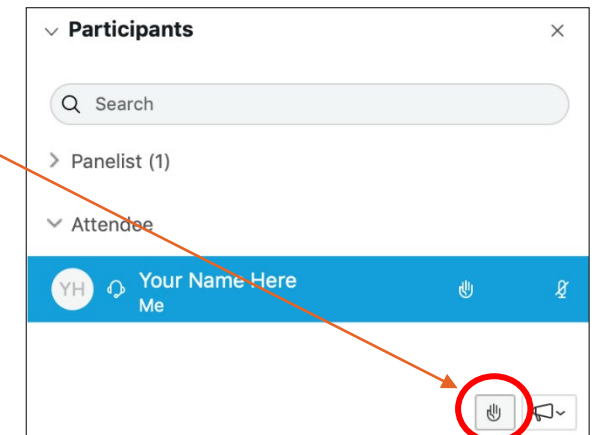 Participants
Search
Panelist (1)
Attendee
YH
Your Name Here
Me